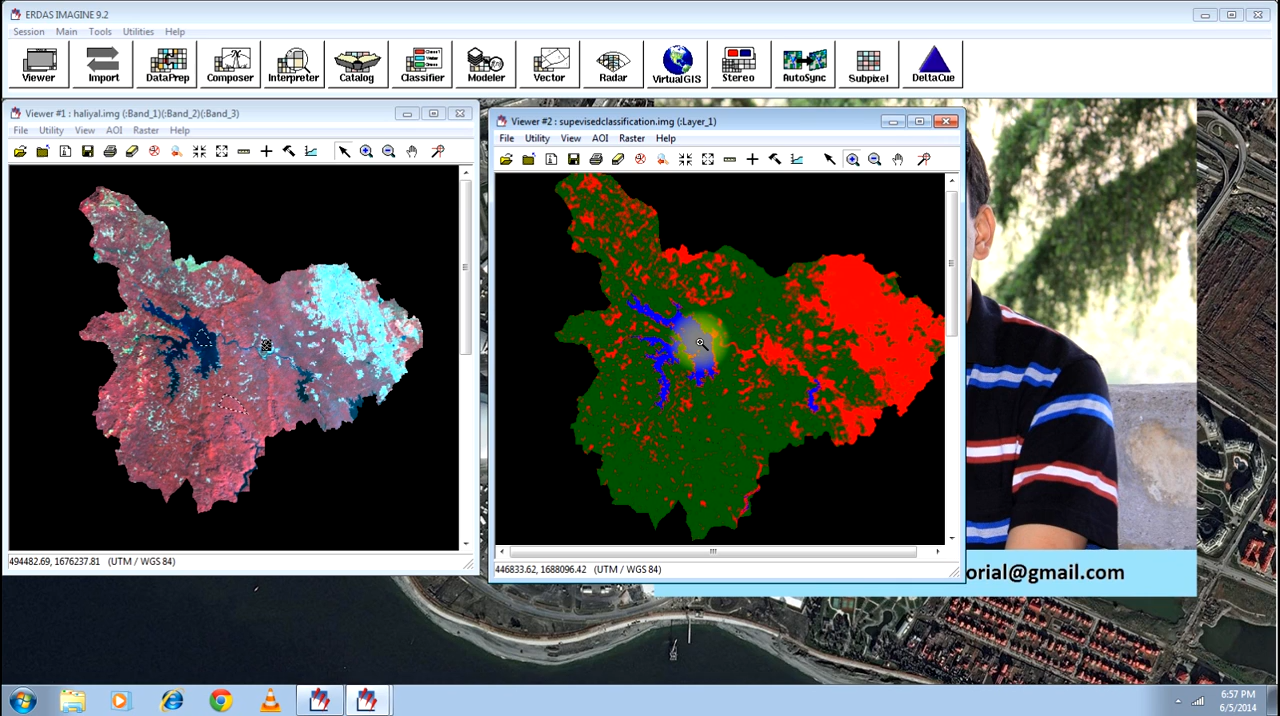 ERDAS IMAGINE 9.2
Session Main Tools Utilities Help
Viewer Import DataPrep Composer Interpreter Catalog Classifier Modeler Vector Radar VirtualGIS Stereo AutoSync Subpixel DeltaCue
Viewer #1 : haliyal.img (:Band_1)(:Band_2)(:Band_3)
File Utility View AOI Raster Help
494482.69, 1676237.81 (UTM / WGS 84)
Viewer #2 : supevisedclassification.img (:Layer_1)
File Utility View AOI Raster Help
446833.62, 1688096.42 (UTM / WGS 84)
orial@gmail.com
6:57 PM
6/5/2014